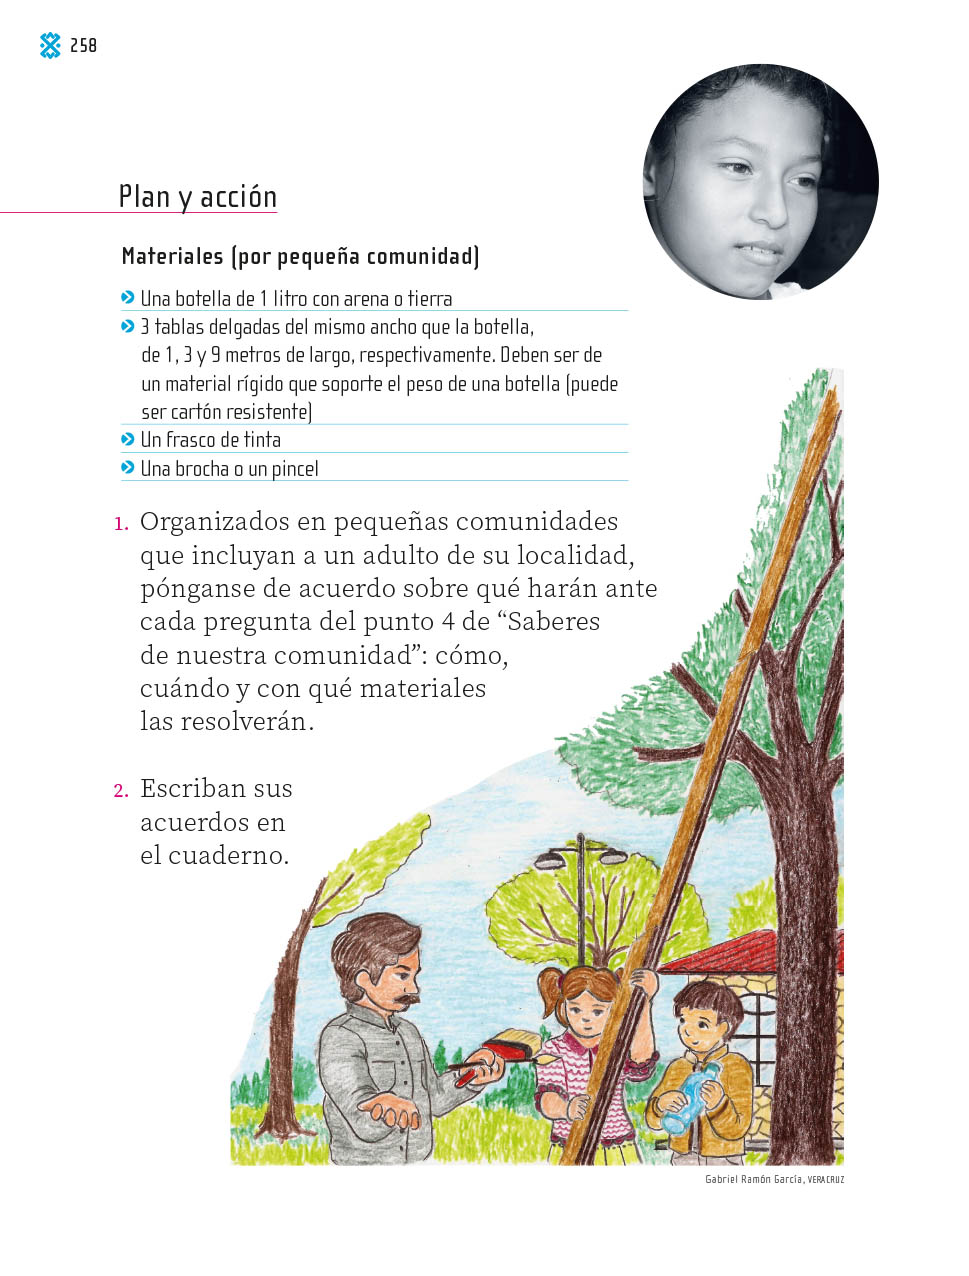 258
Plan y acción
Materiales (por pequeña comunidad)
Una botella de 1 litro con arena o tierra
3 tablas delgadas del mismo ancho que la botella,
de 1, 3 y 9 metros de largo, respectivamente. Deben ser de
un material rígido que soporte el peso de una botella (puede
ser cartón resistente)
Un frasco de tinta
Una brocha o un pincel
1. Organizados en pequeñas comunidades
que incluyan a un adulto de su localidad,
pónganse de acuerdo sobre qué harán ante
cada pregunta del punto 4 de “Saberes
de nuestra comunidad”: cómo,
cuándo y con qué materiales
las resolverán.
2. Escriban sus
acuerdos en
el cuaderno.
Gabriel Ramón García, VERACRUZ